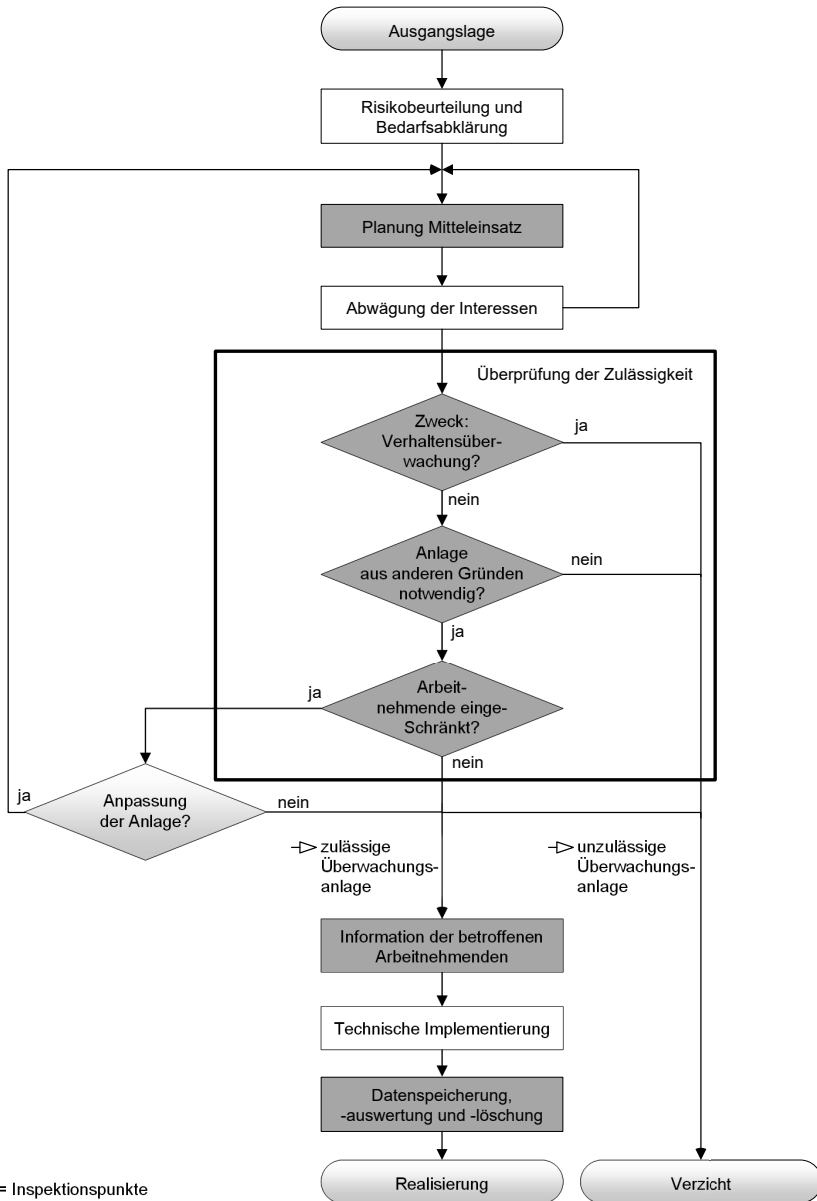 Ausgangslage
Risikobeurteilung und
Bedarfsabklärung
Planung Mitteleinsatz
Abwägung der Interessen
Überprüfung der Zulässigkeit
Zweck:
Verhaltensüber-
wachung?
ja
nein
Anlage
aus anderen Gründen
notwendig?
nein
ja
Arbeit-
nehmende einge-
Schränkt?
ja
nein
Anpassung
der Anlage?
ja
nein
zulässige
Überwachungs-
anlage
unzulässige
Überwachungs-
anlage
Information der betroffenen
Arbeitnehmenden
Technische Implementierung
Datenspeicherung,
-auswertung und -löschung
Realisierung
Verzicht
= Inspektionspunkte